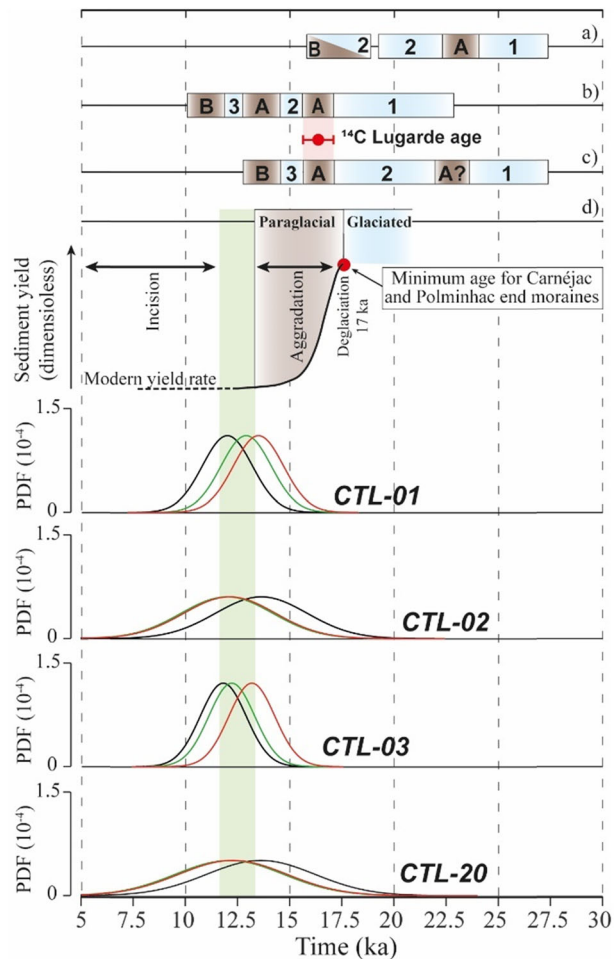 a)
B 2 2 A 1
b)
B 3 A 2 A 1
¹⁴C Lugarde age
c)
B 3 A 2 A? 1
d)
Paraglacial Glaciated
Sediment yield
(dimensioless)
Incision
Aggradation
Deglaciation
17 ka
Minimum age for Carnéjac
and Polminhac end moraines
Modern yield rate
1.5
PDF (10⁻⁴)
CTL-01
0
1.5
PDF (10⁻⁴)
CTL-02
0
1.5
PDF (10⁻⁴)
CTL-03
0
1.5
PDF (10⁻⁴)
CTL-20
0
5 7.5 10 12.5 15 17.5 20 22.5 25 27.5 30
Time (ka)